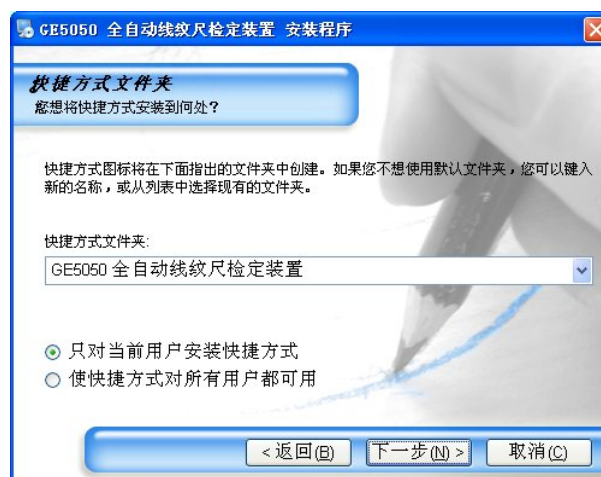 GE5050 全自动线纹尺检定装置 安装程序
快捷方式文件夹
您想将快捷方式安装到何处？
快捷方式图标将在下面指出的文件夹中创建。如果您不想使用默认文件夹，您可以键入
新的名称，或从列表中选择现有的文件夹。
快捷方式文件夹:
GE5050 全自动线纹尺检定装置
只对当前用户安装快捷方式
使快捷方式对所有用户都可用
<返回(B) 下一步(N)> 取消(C)